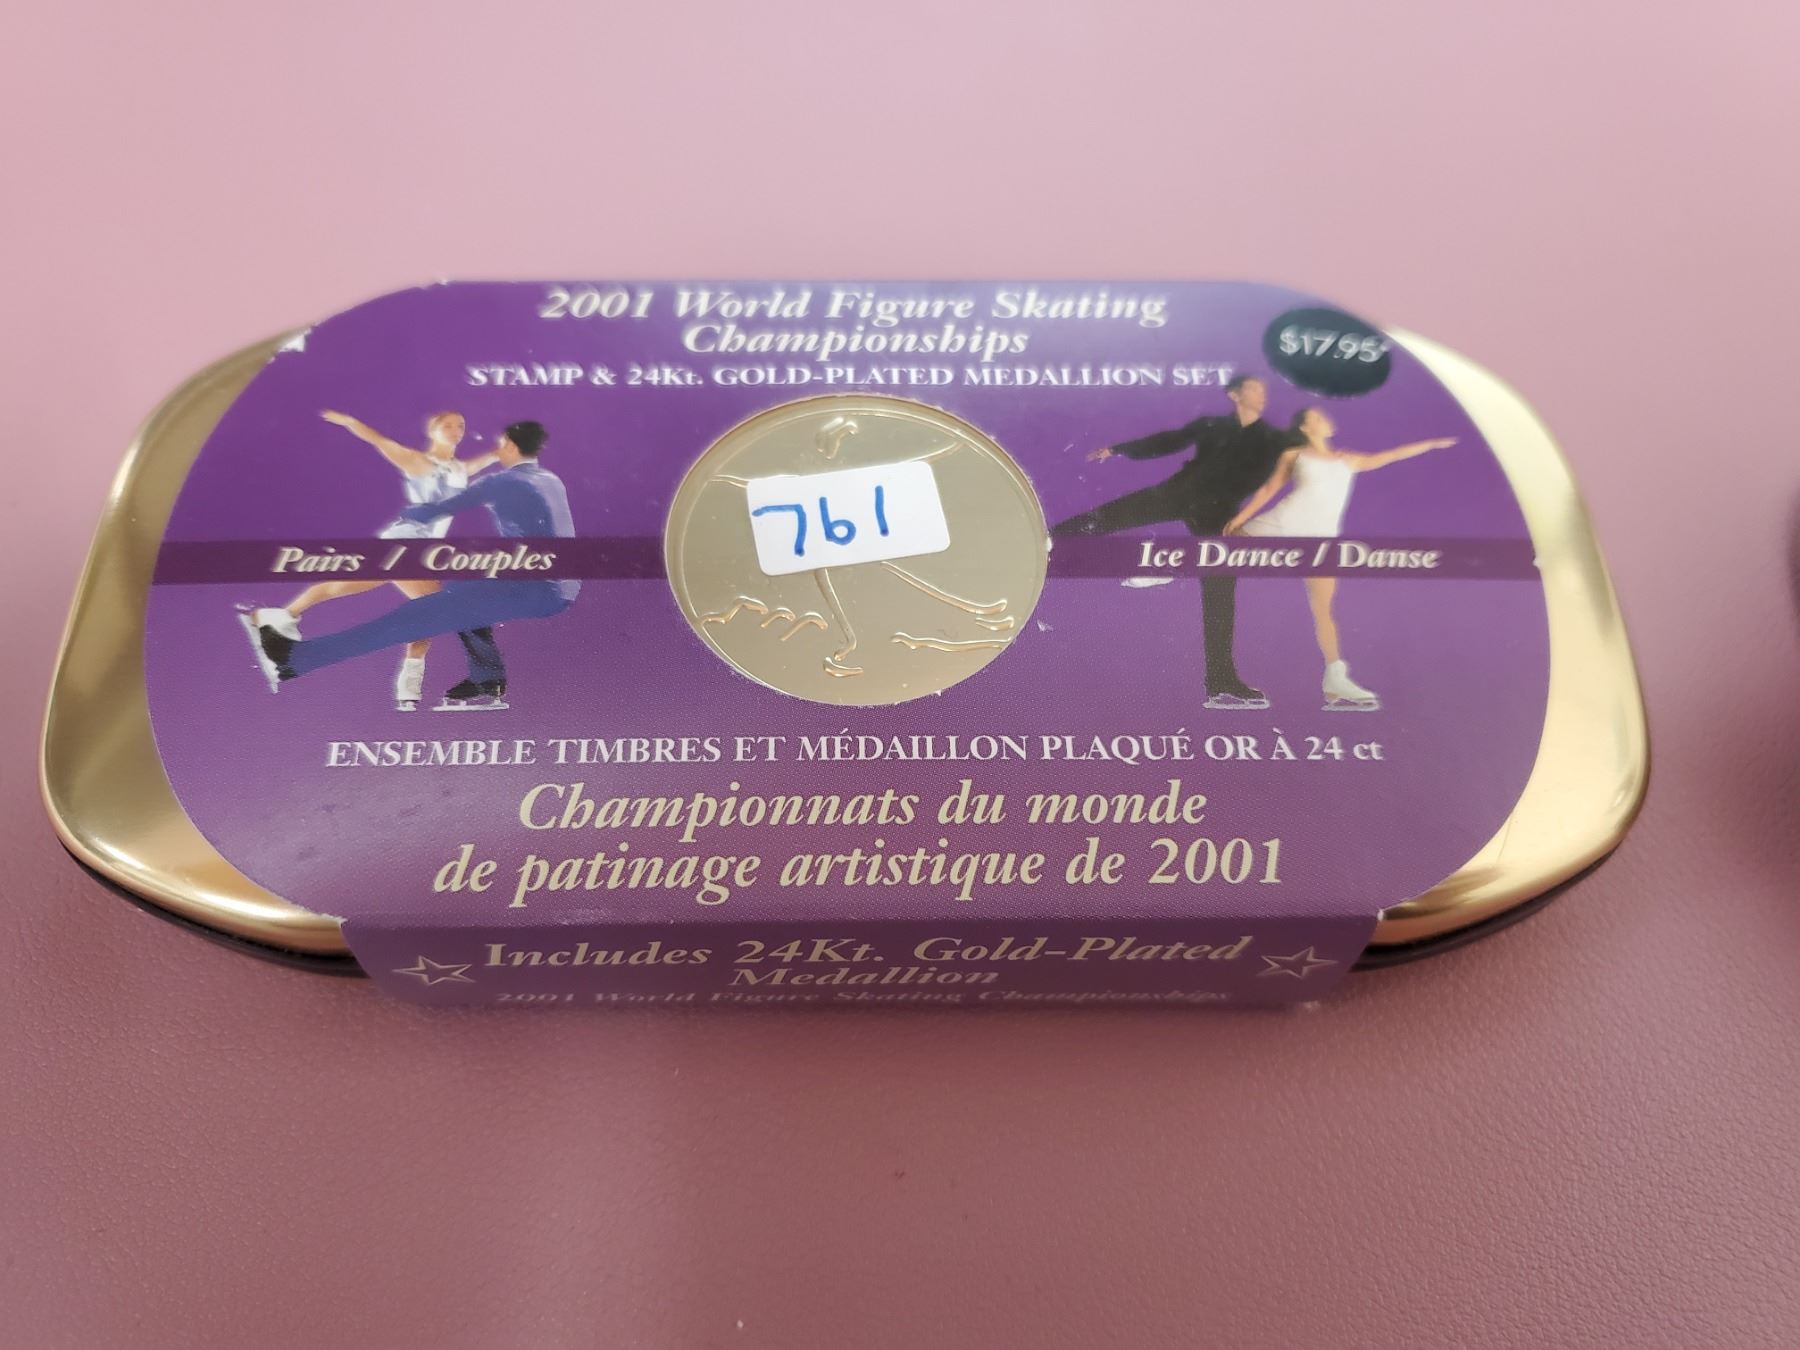 2001 World Figure Skating
Championships
$17.95
STAMP & 24Kt. GOLD-PLATED MEDALLION SET
761
Pairs / Couples
Ice Dance / Danse
ENSEMBLE TIMBRES ET MÉDAILLON PLAQUÉ OR À 24 ct
Championnats du monde
de patinage artistique de 2001
Includes 24Kt. Gold-Plated
Medallion
2001 World Figure Skating Championships